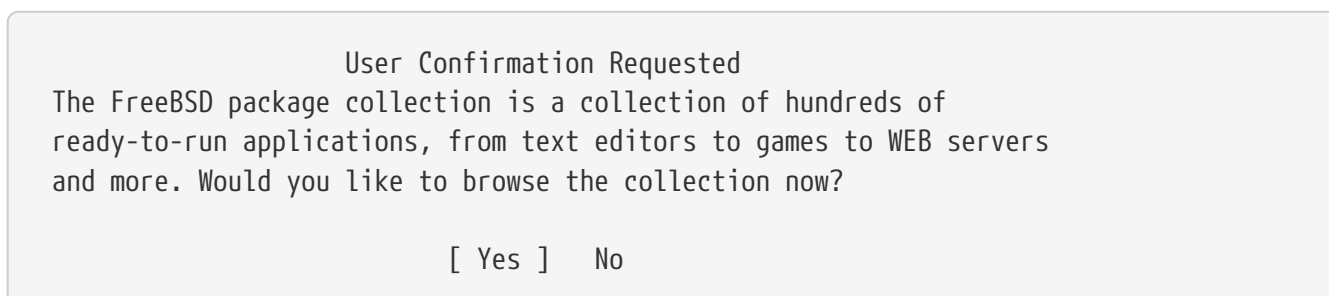 User Confirmation Requested
The FreeBSD package collection is a collection of hundreds of
ready-to-run applications, from text editors to games to WEB servers
and more. Would you like to browse the collection now?
[ Yes ] No